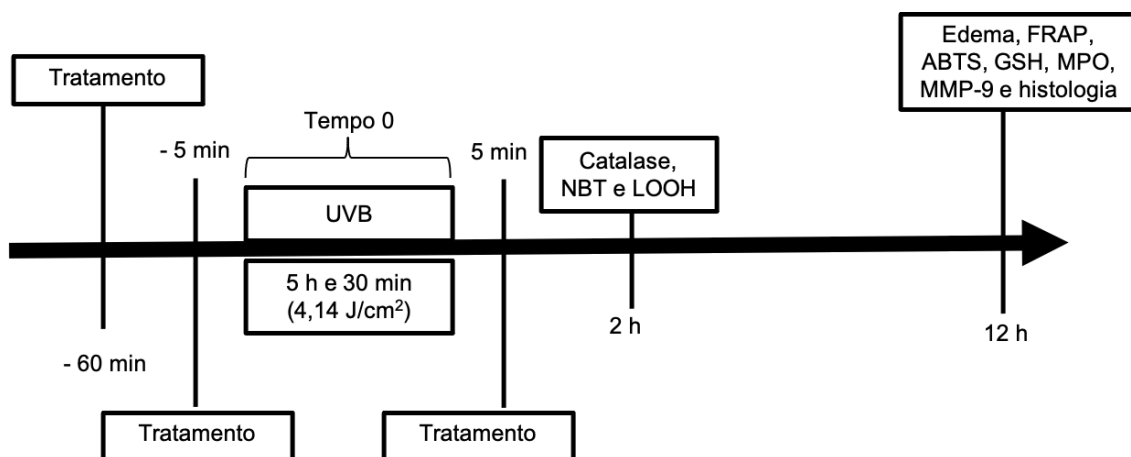 Edema, FRAP,
ABTS, GSH, MPO,
MMP-9 e histologia
Tratamento
Tempo 0
- 5 min
5 min
Catalase,
NBT e LOOH
UVB
5 h e 30 min
(4,14 J/cm²)
2 h
12 h
- 60 min
Tratamento
Tratamento